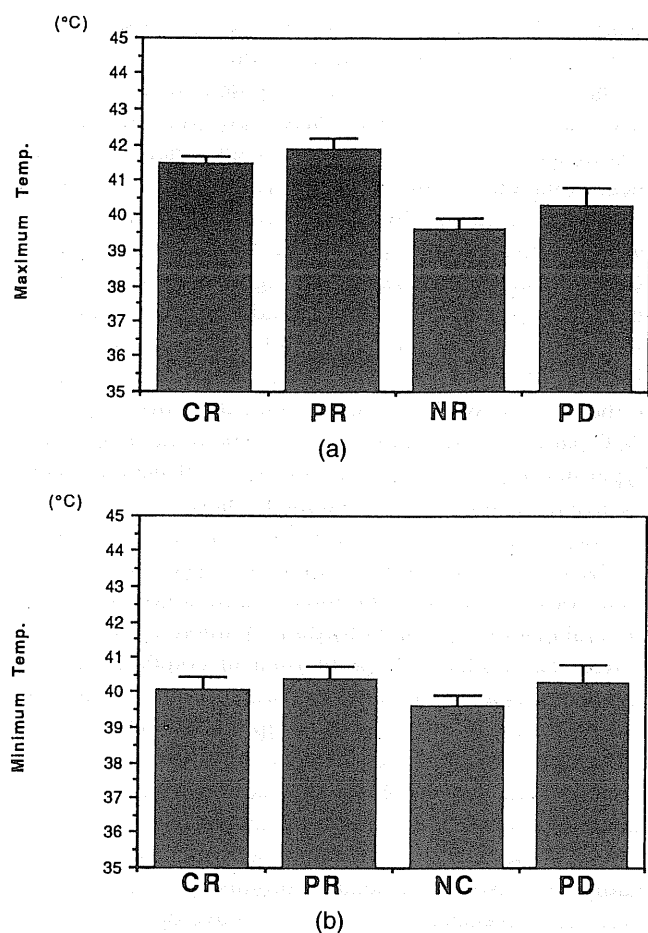 (°C)
45
44
43
42
41
40
39
38
37
36
35
Maximum Temp.
CR PR NR PD
(a)
(°C)
45
44
43
42
41
40
39
38
37
36
35
Minimum Temp.
CR PR NC PD
(b)